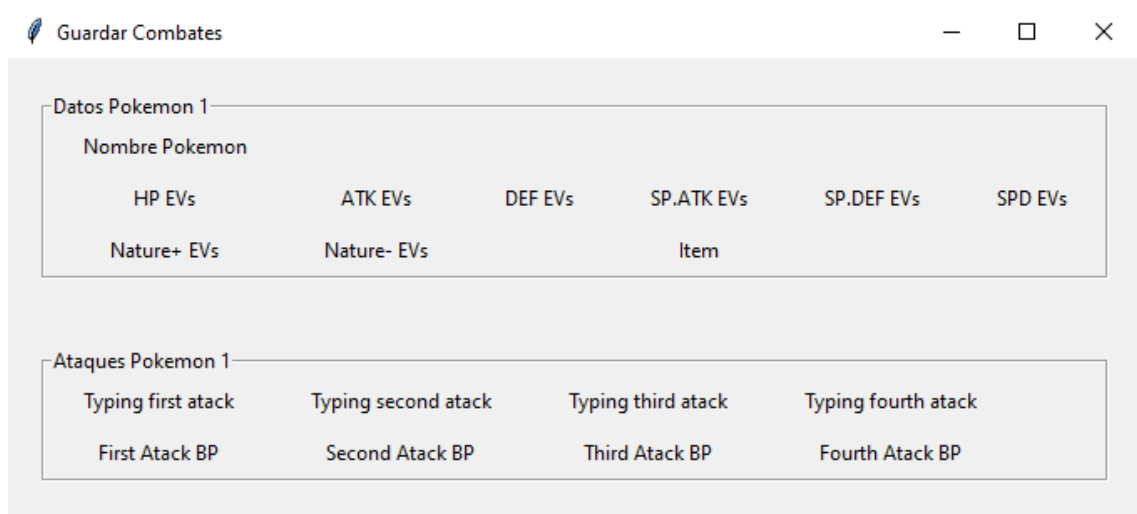 Guardar Combates
Datos Pokemon 1
Nombre Pokemon
HP EVs ATK EVs DEF EVs SP.ATK EVs SP.DEF EVs SPD EVs
Nature+ EVs Nature- EVs Item
Ataques Pokemon 1
Typing first atack Typing second atack Typing third atack Typing fourth atack
First Atack BP Second Atack BP Third Atack BP Fourth Atack BP